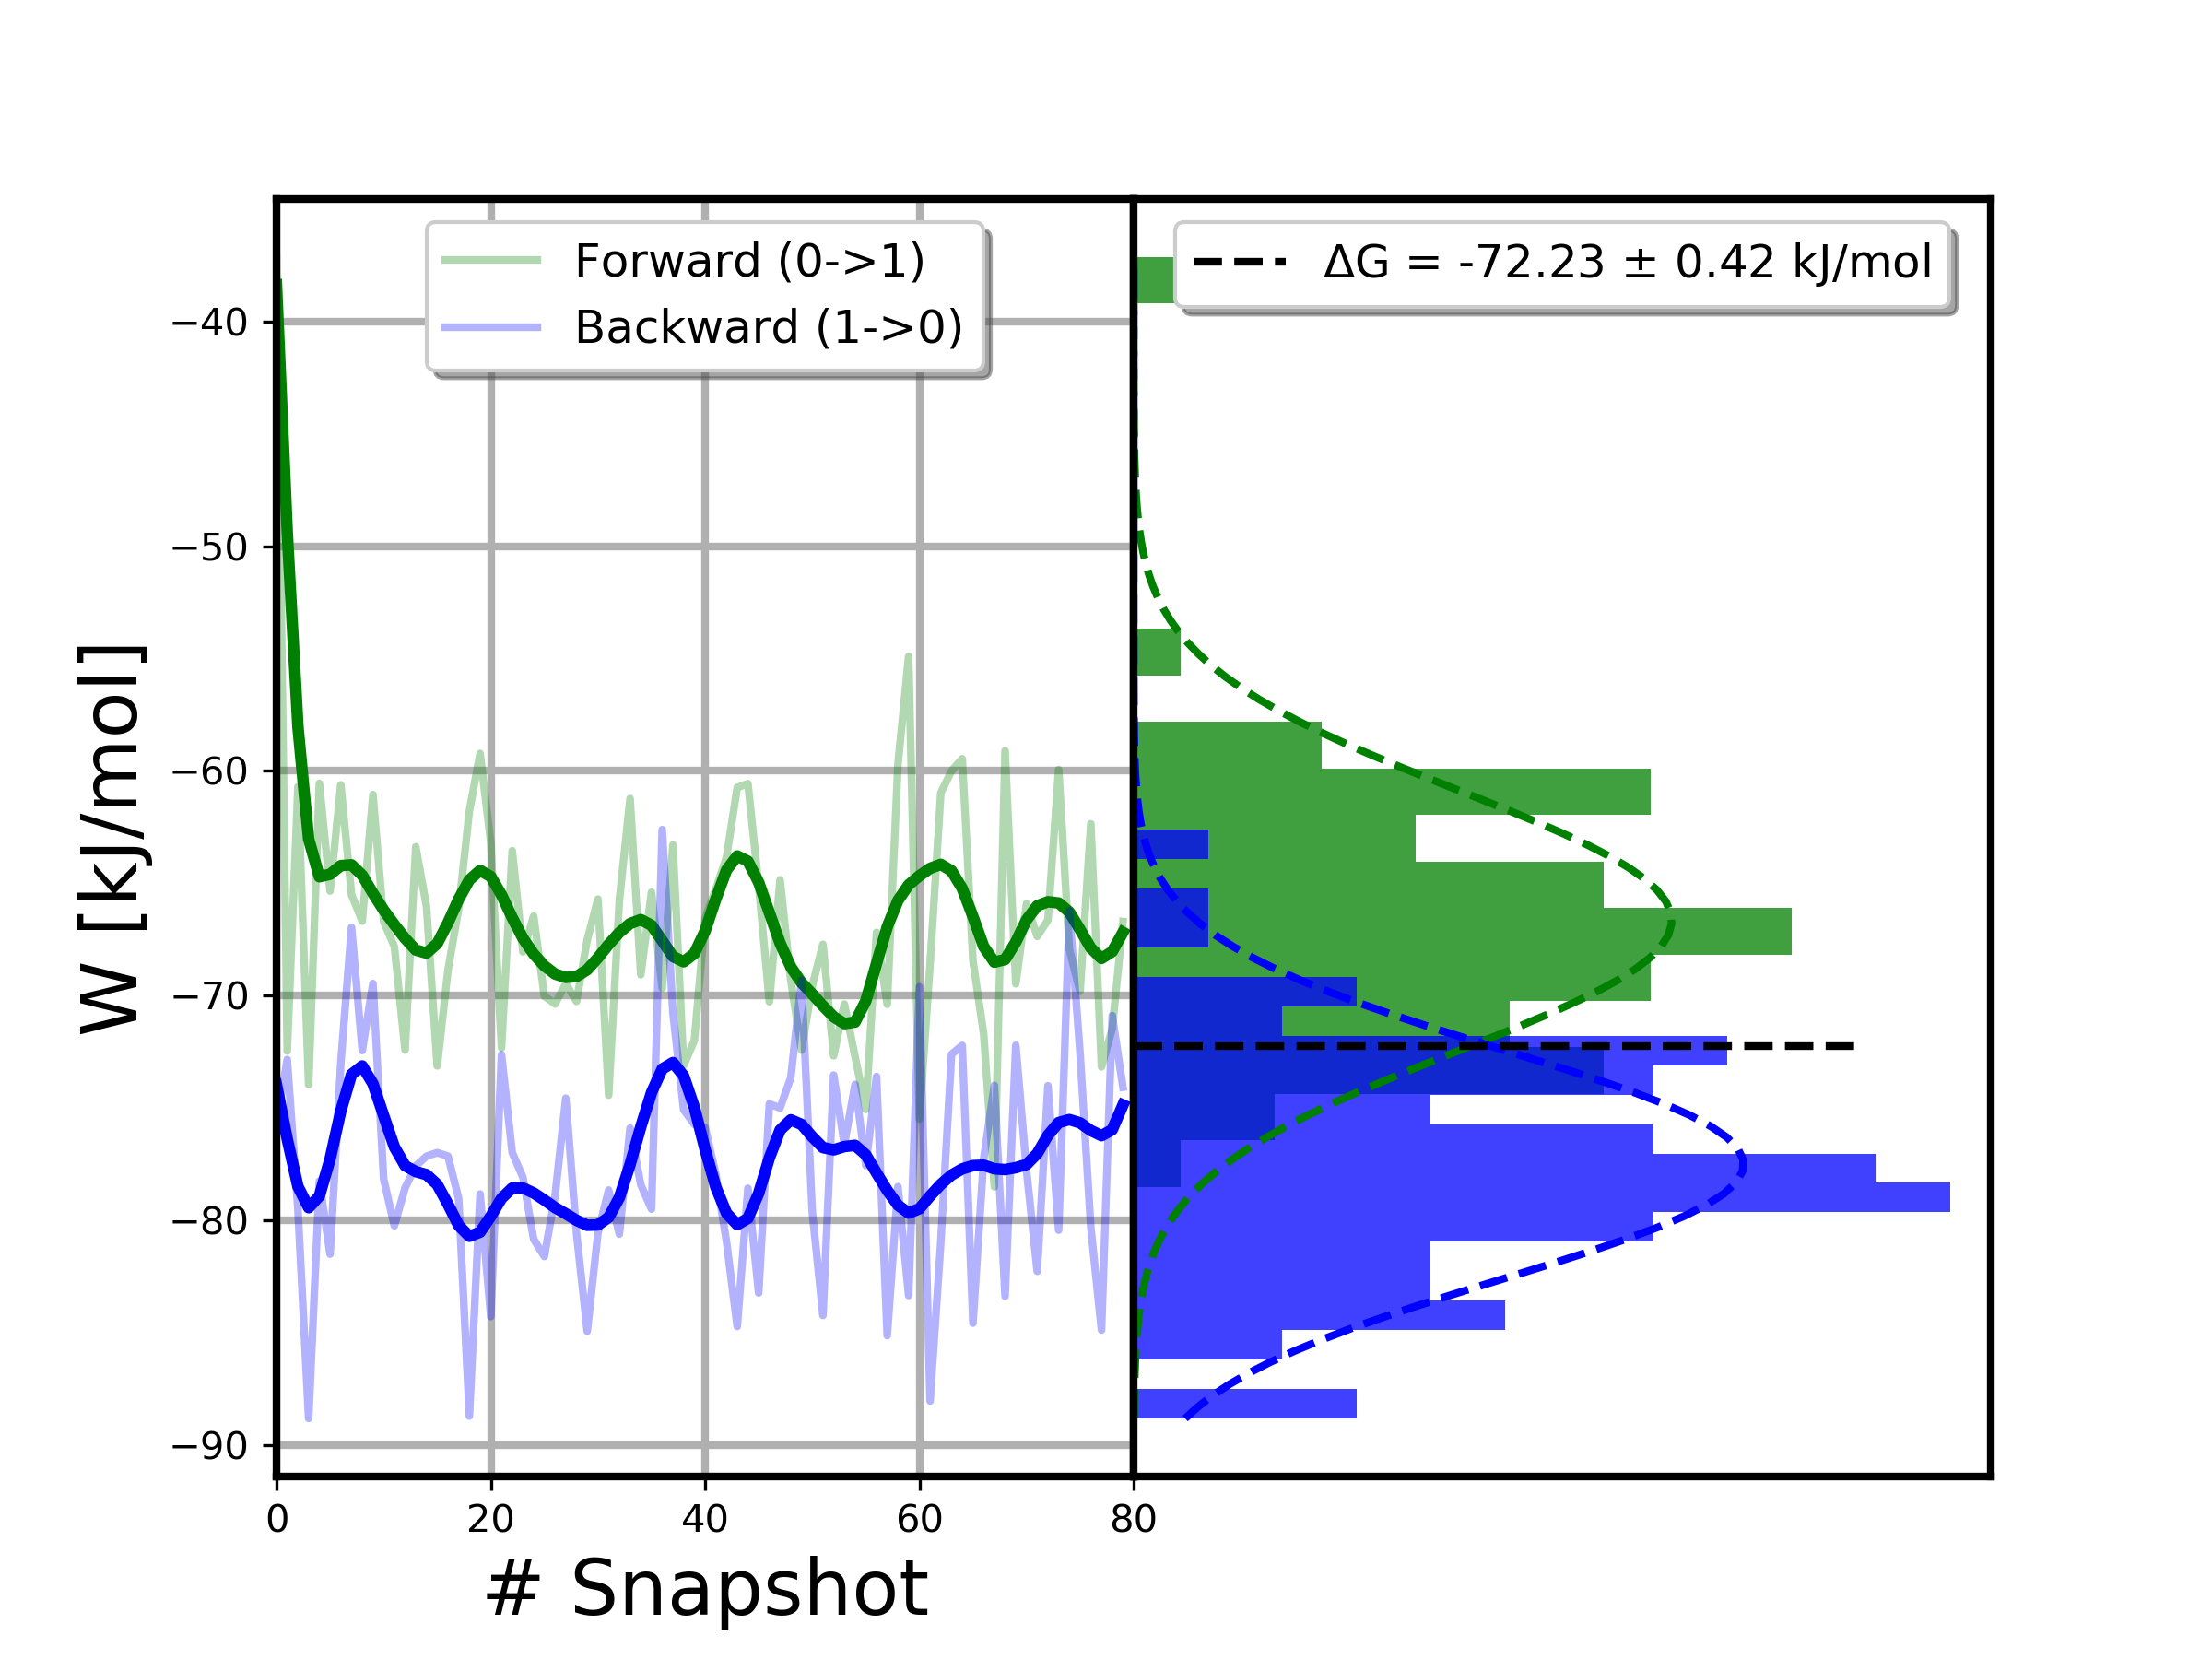 Forward (0->1)
Backward (1->0)
ΔG = -72.23 ± 0.42 kJ/mol
−40
−50
−60
−70
−80
−90
W [kJ/mol]
0 20 40 60 80
# Snapshot